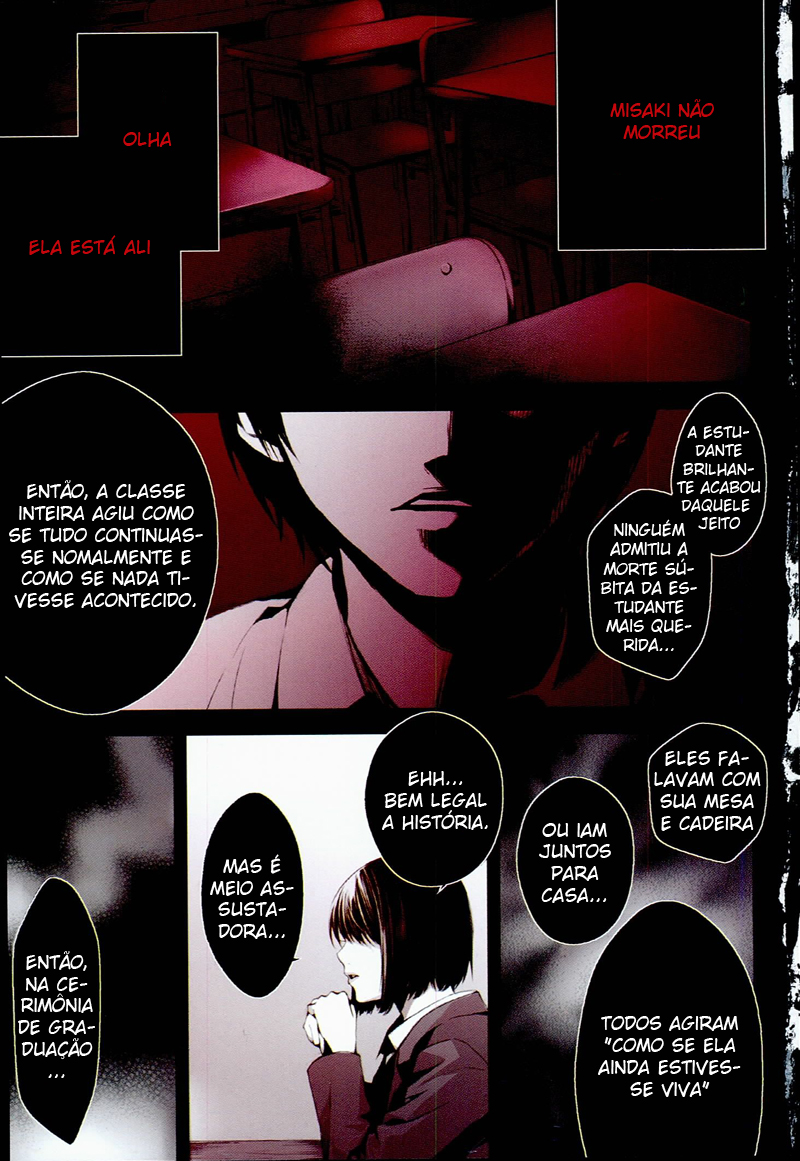 MISAKI NÃO
MORREU
OLHA
ELA ESTÁ ALI
A ESTU-
DANTE
BRILHAN-
TE ACABOU
DAQUELE
JEITO
NINGUÉM
ADMITIU A
MORTE SÚ-
BITA DA ES-
TUDANTE
MAIS QUE-
RIDA...
ENTÃO, A CLASSE
INTEIRA AGIU COMO
SE TUDO CONTINUAS-
SE NOMALMENTE E
COMO SE NADA TI-
VESSE ACONTECIDO.
ELES FA-
LAVAM COM
SUA MESA
E CADEIRA
OU IAM
JUNTOS
PARA
CASA...
TODOS AGIRAM
"COMO SE ELA
AINDA ESTIVES-
SE VIVA"
EHH...
BEM LEGAL
A HISTÓRIA.
MAS É
MEIO AS-
SUSTA-
DORA...
ENTÃO,
NA CE-
RIMÔNIA
DE GRA-
DUAÇÃO
...